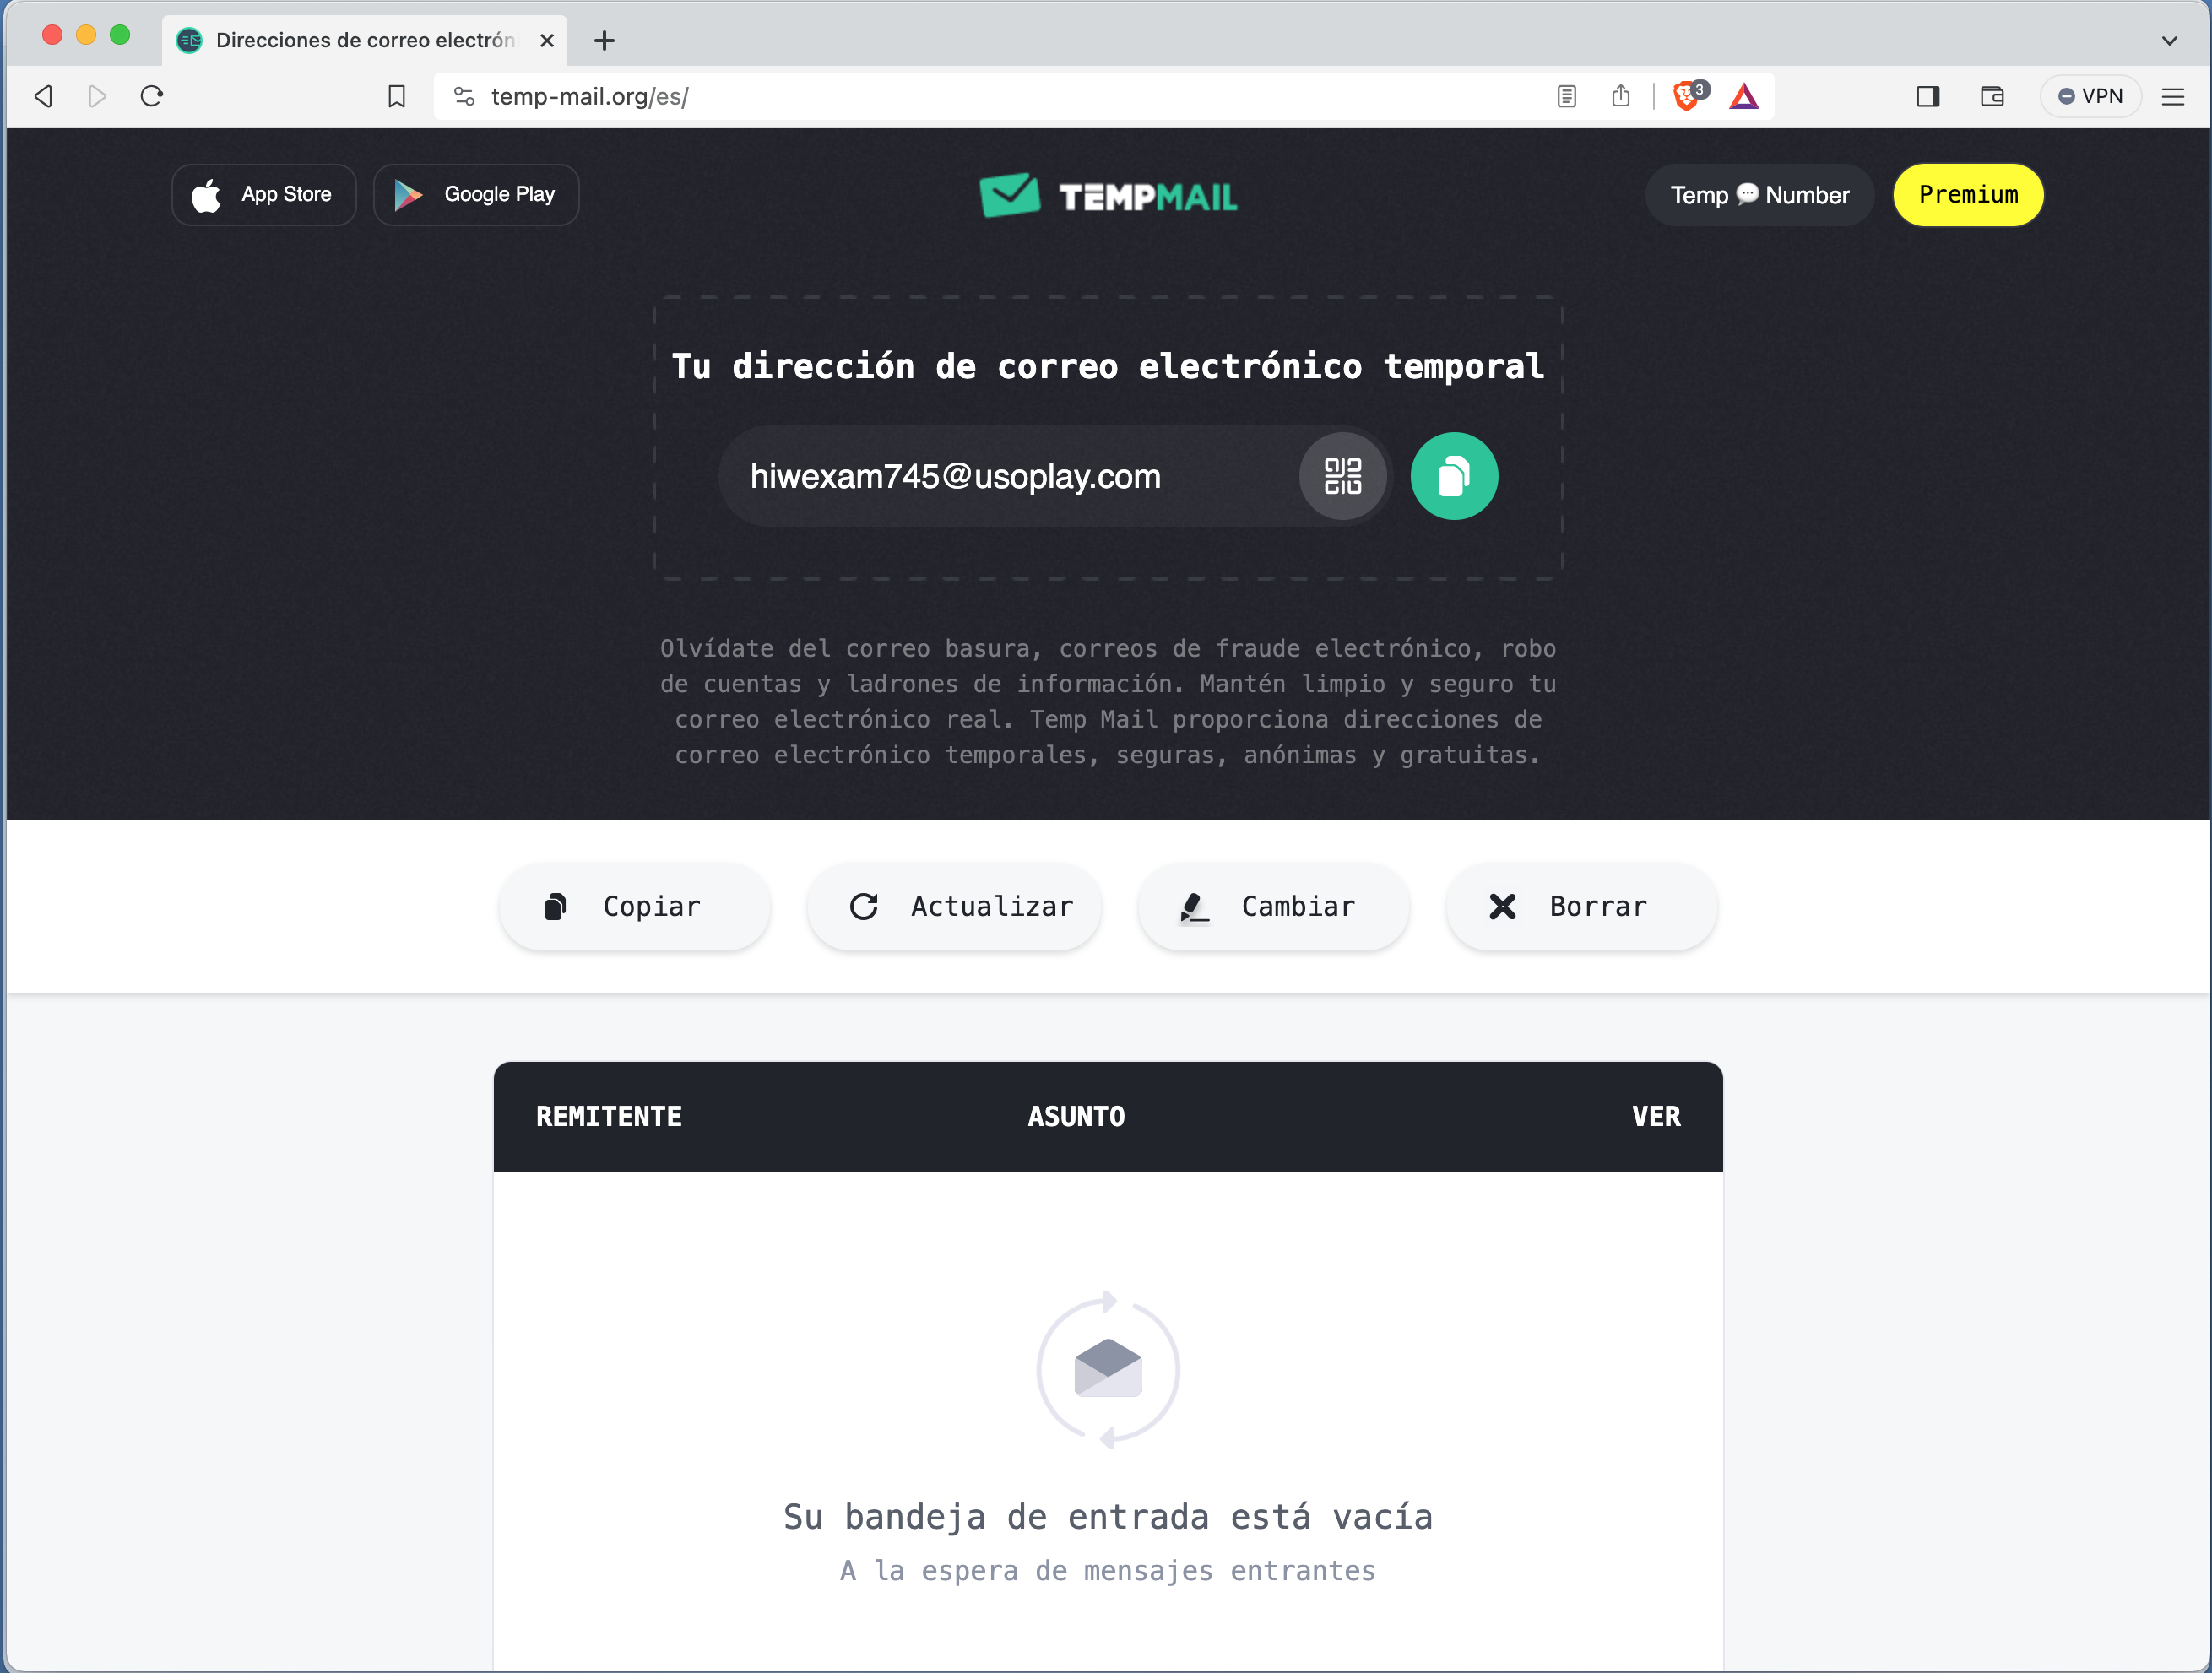 Direcciones de correo electróni
temp-mail.org/es/
3
VPN
App Store
Google Play
TEMPMAIL
Temp 💬 Number
Premium
Tu dirección de correo electrónico temporal
hiwexam745@usoplay.com
Olvídate del correo basura, correos de fraude electrónico, robo
de cuentas y ladrones de información. Mantén limpio y seguro tu
correo electrónico real. Temp Mail proporciona direcciones de
correo electrónico temporales, seguras, anónimas y gratuitas.
Copiar
Actualizar
Cambiar
Borrar
REMITENTE
ASUNTO
VER
Su bandeja de entrada está vacía
A la espera de mensajes entrantes